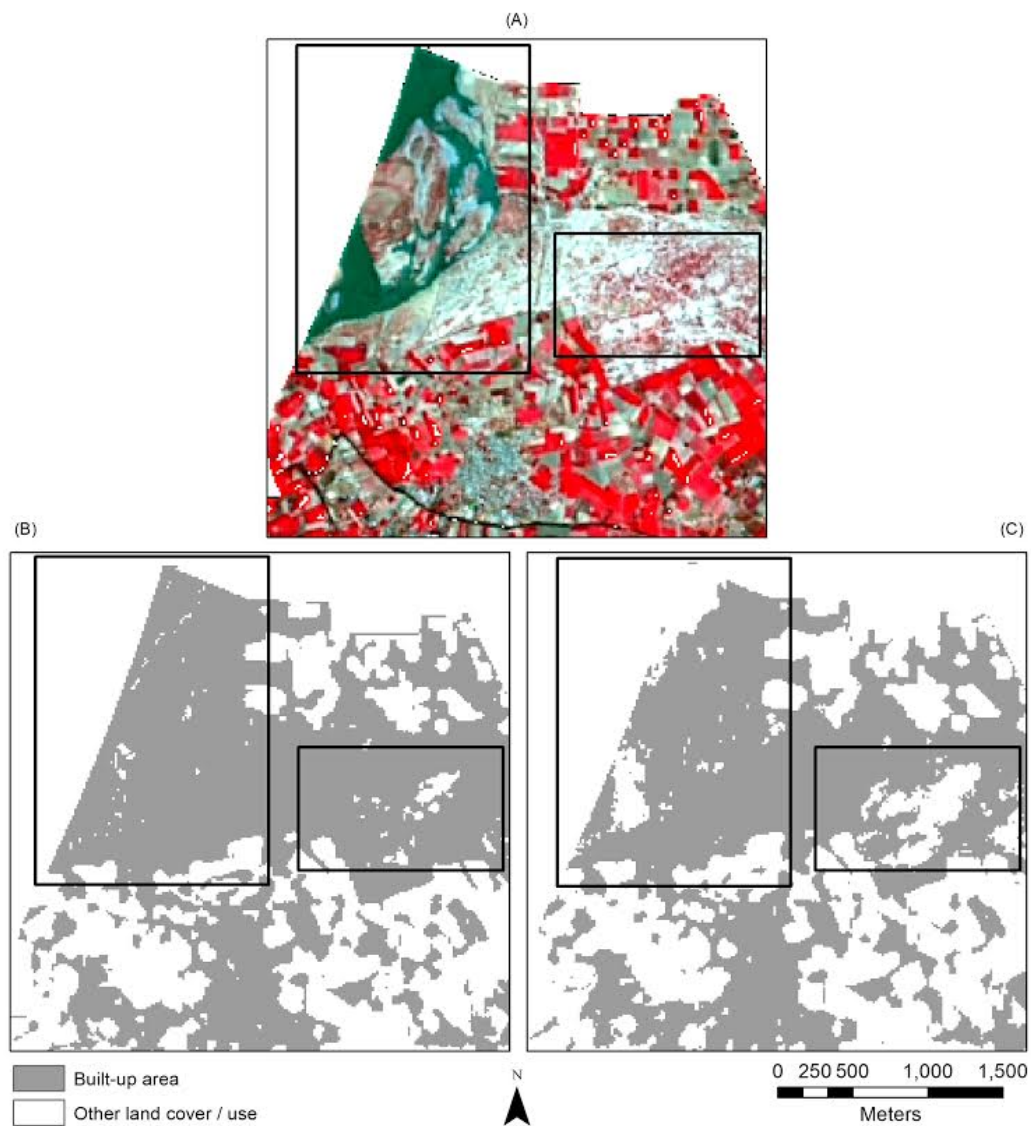 (A)
(B)
(C)
Built-up area
Other land cover / use
N
0 250 500 1,000 1,500
Meters